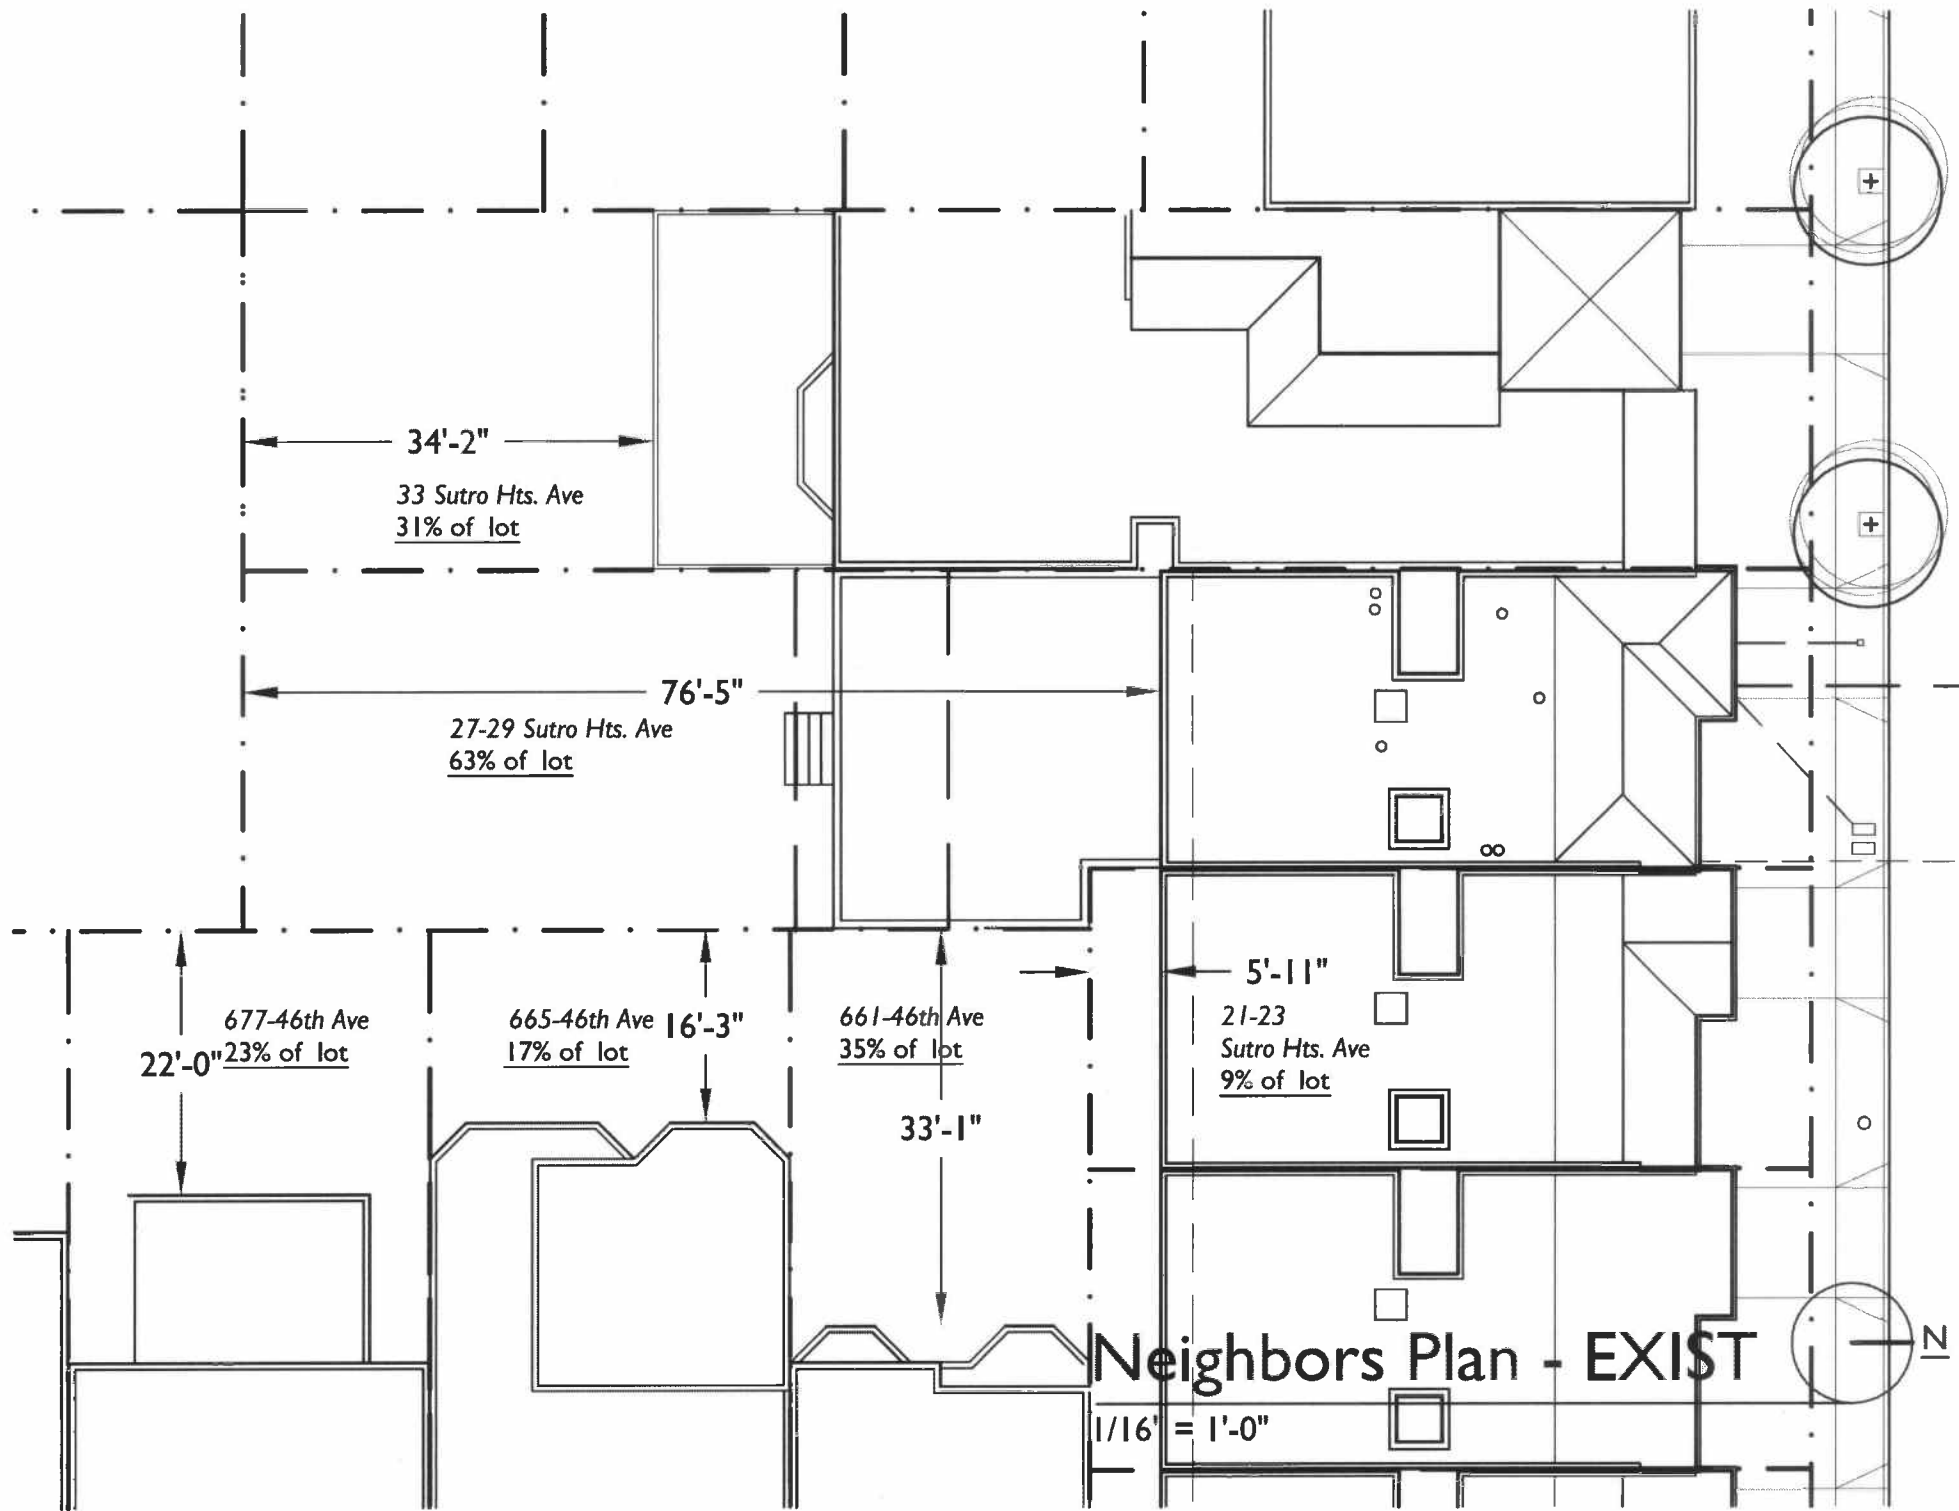 34'-2"
33 Sutro Hts. Ave
31% of lot
76'-5"
27-29 Sutro Hts. Ave
63% of lot
5'-11"
21-23
Sutro Hts. Ave
9% of lot
677-46th Ave
22'-0" 23% of lot
665-46th Ave 16'-3"
17% of lot
661-46th Ave
35% of lot
33'-1"
Neighbors Plan - EXIST
N
1/16" = 1'-0"